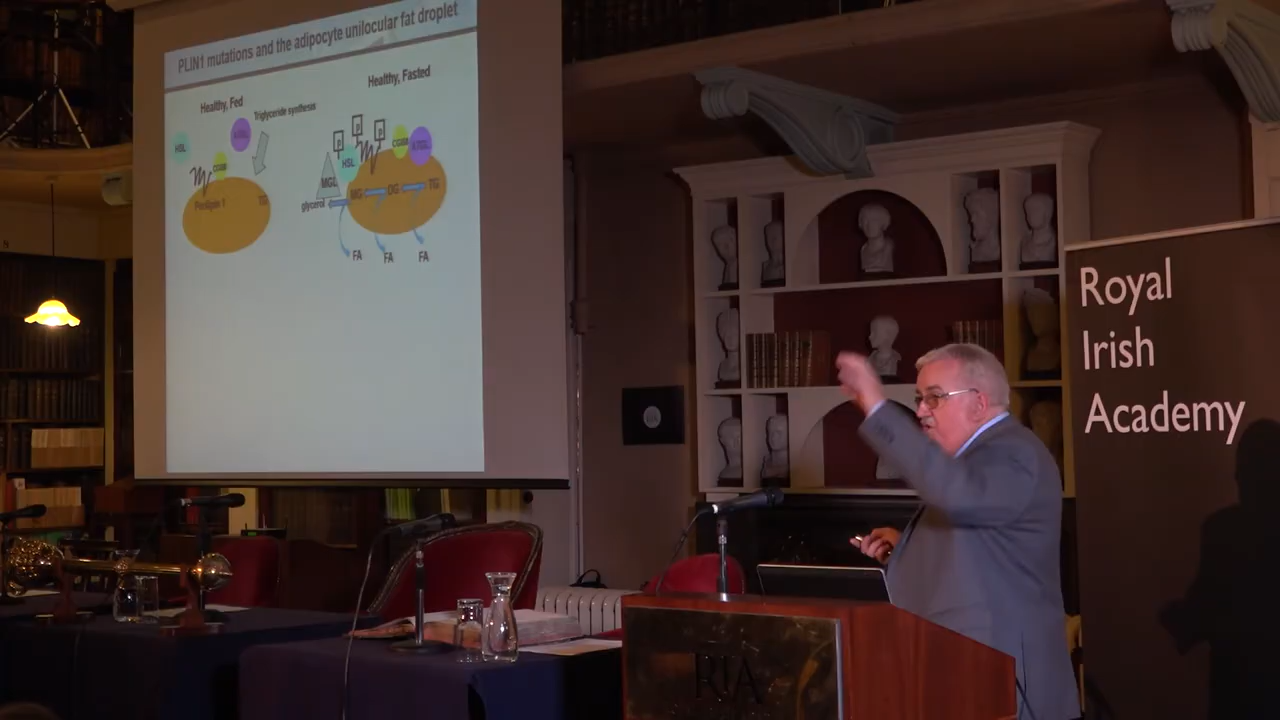 PLIN1 mutations and the adipocyte unilocular fat droplet
Healthy, Fed
Healthy, Fasted
Triglyceride synthesis
HSL
ATGL
CGI58
Perilipin 1
TG
P
P
P
CGI58
ATGL
HSL
MGL
glycerol
MG
DG
TG
FA
FA
FA
Royal
Irish
Academy
RIA